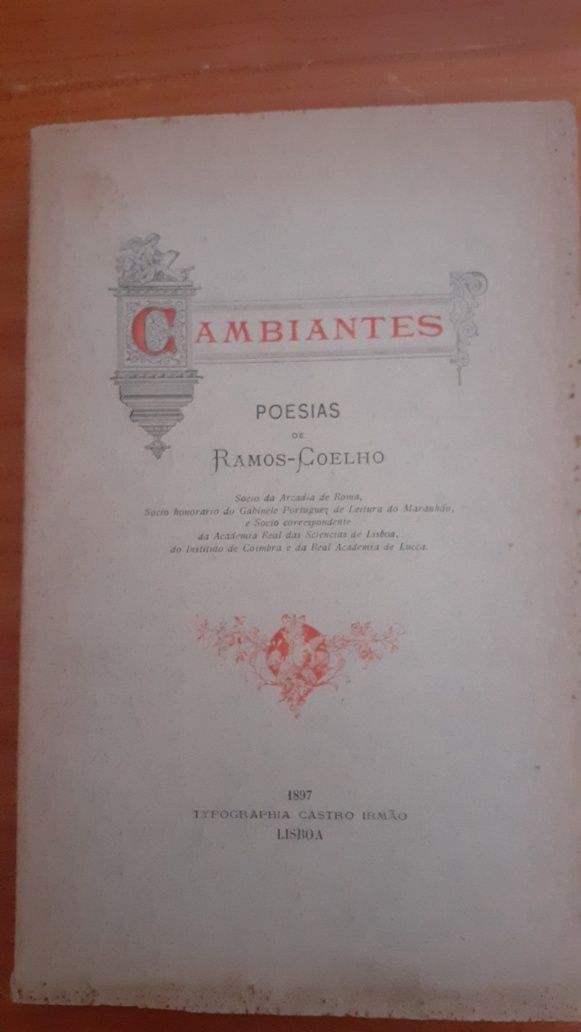 CAMBIANTES
POESIAS
DE
RAMOS-COELHO
Socio da Arcadia de Roma,
Socio honorario do Gabinete Portuguez de Leitura do Maranhão,
e Socio correspondente
da Academia Real das Sciencias de Lisboa,
do Instituto de Coimbra e da Real Academia de Lucca.
1897
TYPOGRAPHIA CASTRO IRMÃO
LISBOA